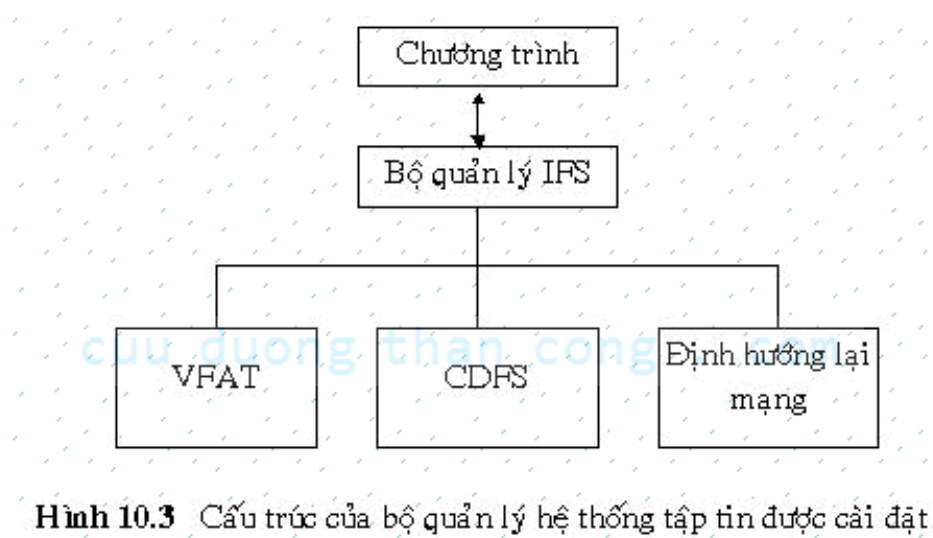 Chương trình
Bộ quản lý IFS
VFAT
CDFS
Định hướng lại
mạng
cuu duong than cong . com
Hình 10.3 Cấu trúc của bộ quản lý hệ thống tập tin được cài đặt